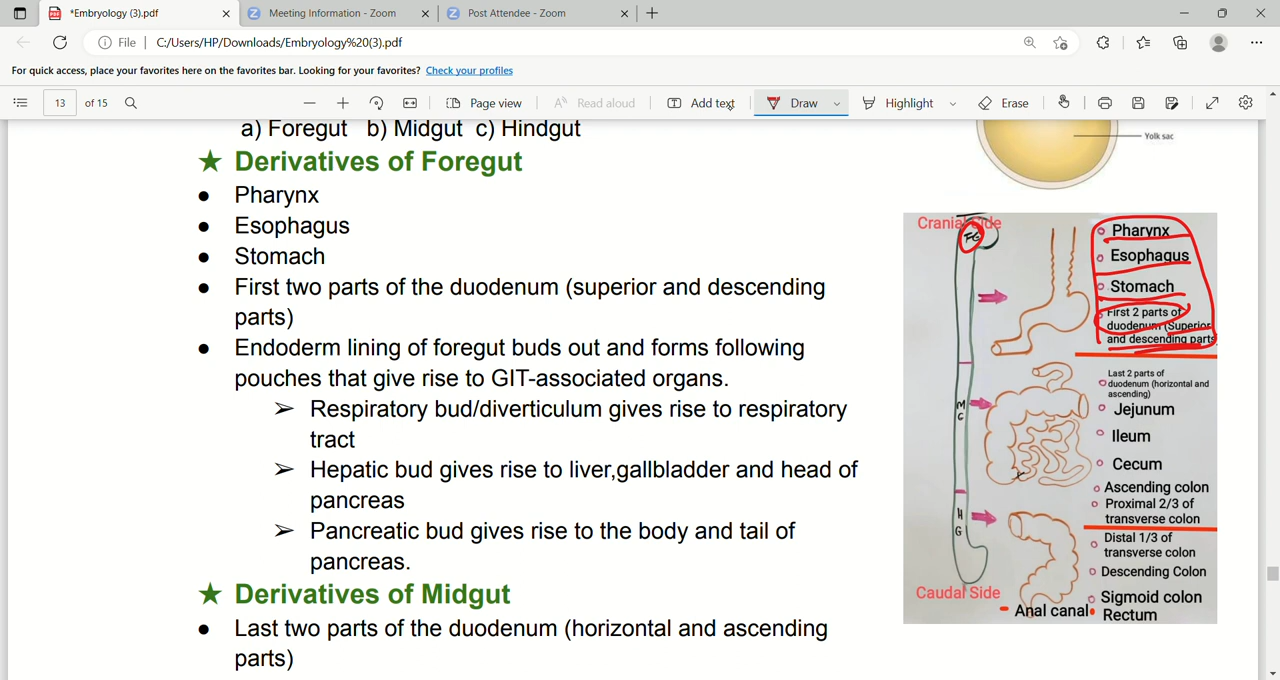 *Embryology (3).pdf
Meeting Information - Zoom
Post Attendee - Zoom
File
C:/Users/HP/Downloads/Embryology%20(3).pdf
For quick access, place your favorites here on the favorites bar. Looking for your favorites? Check your profiles
13 of 15
Page view
Read aloud
Add text
Draw
Highlight
Erase
a) Foregut b) Midgut c) Hindgut
★ Derivatives of Foregut
● Pharynx
● Esophagus
● Stomach
● First two parts of the duodenum (superior and descending
parts)
● Endoderm lining of foregut buds out and forms following
pouches that give rise to GIT-associated organs.
➢ Respiratory bud/diverticulum gives rise to respiratory
tract
➢ Hepatic bud gives rise to liver,gallbladder and head of
pancreas
➢ Pancreatic bud gives rise to the body and tail of
pancreas.
★ Derivatives of Midgut
● Last two parts of the duodenum (horizontal and ascending
parts)
Yolk sac
Cranial Side
FG
Pharynx
Esophagus
Stomach
First 2 parts of
duodenum (Superior
and descending parts
Last 2 parts of
duodenum (horizontal and
ascending)
M
G
Jejunum
Ileum
Cecum
Ascending colon
Proximal 2/3 of
transverse colon
H
G
Distal 1/3 of
transverse colon
Descending Colon
Caudal Side
Sigmoid colon
Rectum
Anal canal